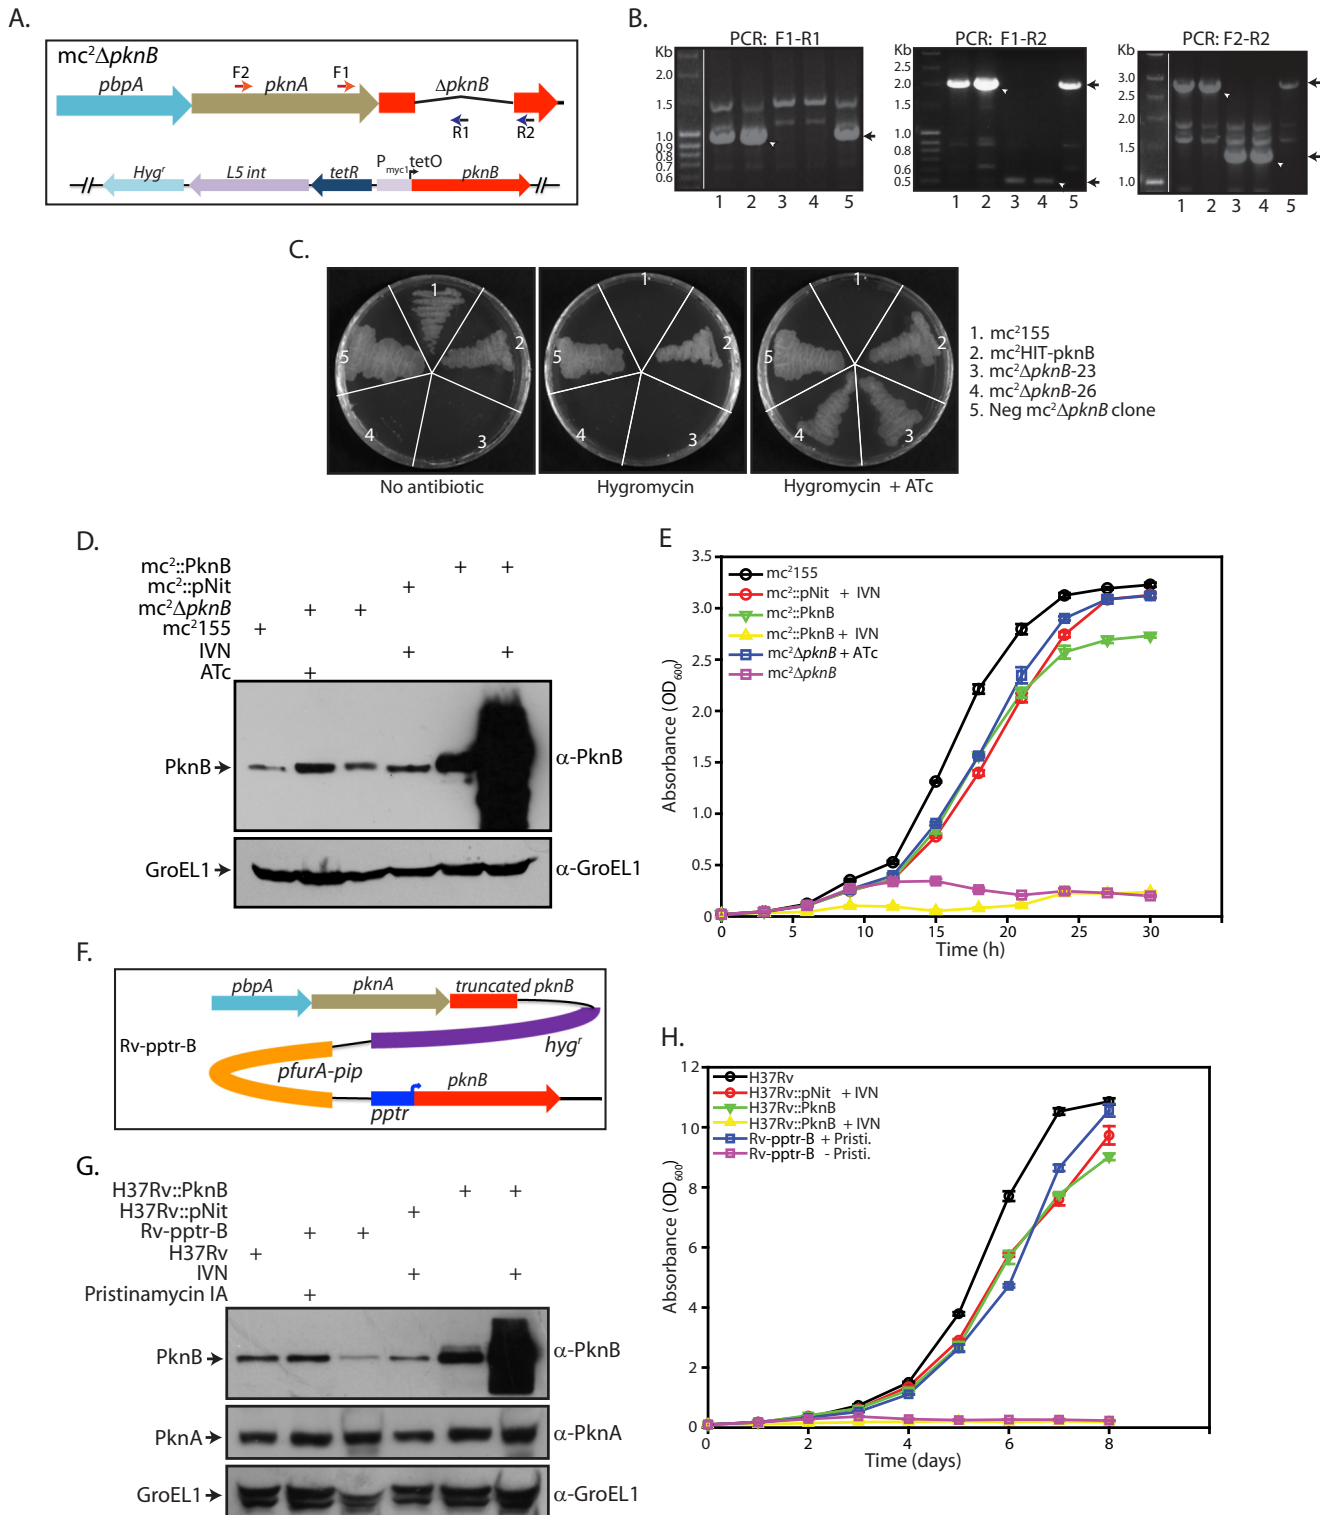 A.
mc²ΔpknB
pbpA
F2
pknA
F1
ΔpknB
R1
R2
Hygʳ
L5 int
tetR
Pmyc1 tetO
pknB
B.
PCR: F1-R1
Kb
2.0
1.5
1.0
0.9
0.8
0.7
0.6
1 2 3 4 5
PCR: F1-R2
Kb
2.5
2.0
1.5
1.0
0.8
0.6
0.5
1 2 3 4 5
PCR: F2-R2
Kb
3.0
2.5
2.0
1.5
1.0
1 2 3 4 5
C.
1
2
3
4
5
No antibiotic
1
2
3
4
5
Hygromycin
1
2
3
4
5
Hygromycin + ATc
1. mc²155
2. mc²HIT-pknB
3. mc²ΔpknB-23
4. mc²ΔpknB-26
5. Neg mc²ΔpknB clone
D.
mc²::PknB + +
mc²::pNit +
mc²ΔpknB + +
mc²155 +
IVN + +
ATc +
PknB α-PknB
GroEL1 α-GroEL1
E
mc²155
mc²::pNit + IVN
mc²::PknB
mc²::PknB + IVN
mc²ΔpknB + ATc
mc²ΔpknB
Absorbance (OD₆₀₀)
3.5
3.0
2.5
2.0
1.5
1.0
0.5
0
0 5 10 15 20 25 30
Time (h)
F.
Rv-pptr-B
pbpA
pknA
truncated pknB
hygʳ
pfurA-pip
pptr
pknB
G.
H37Rv::PknB + +
H37Rv::pNit +
Rv-pptr-B + +
H37Rv +
IVN + +
Pristinamycin IA +
PknB α-PknB
PknA α-PknA
GroEL1 α-GroEL1
H.
H37Rv
H37Rv::pNit + IVN
H37Rv::PknB
H37Rv::PknB + IVN
Rv-pptr-B + Pristi.
Rv-pptr-B - Pristi.
Absorbance (OD₆₀₀)
12
10
8
6
4
2
0
0 2 4 6 8
Time (days)